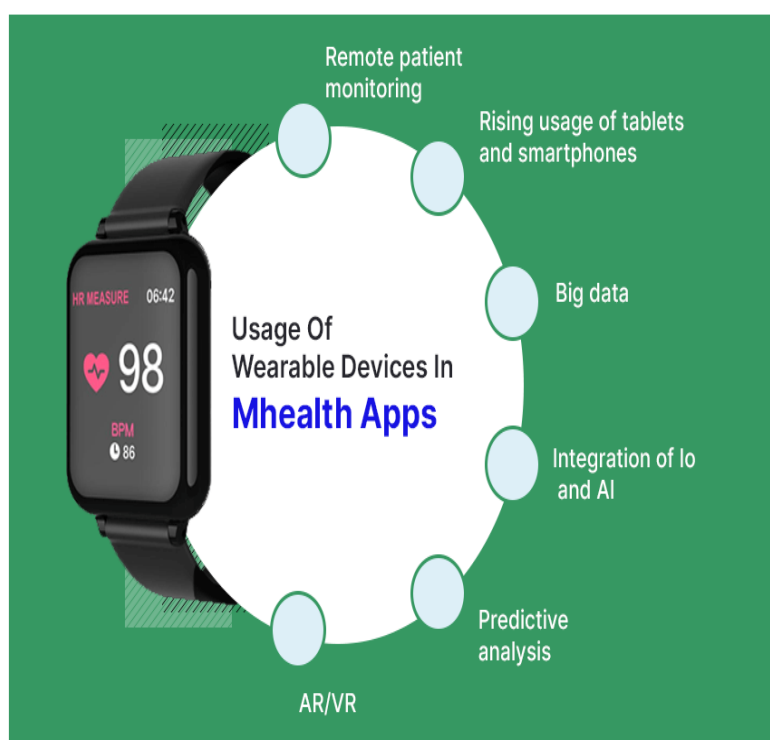 Remote patient
monitoring
Rising usage of tablets
and smartphones
Big data
Integration of Io
and AI
Predictive
analysis
AR/VR
Usage Of
Wearable Devices In
Mhealth Apps
HR MEASURE 06:42
98
BPM
86